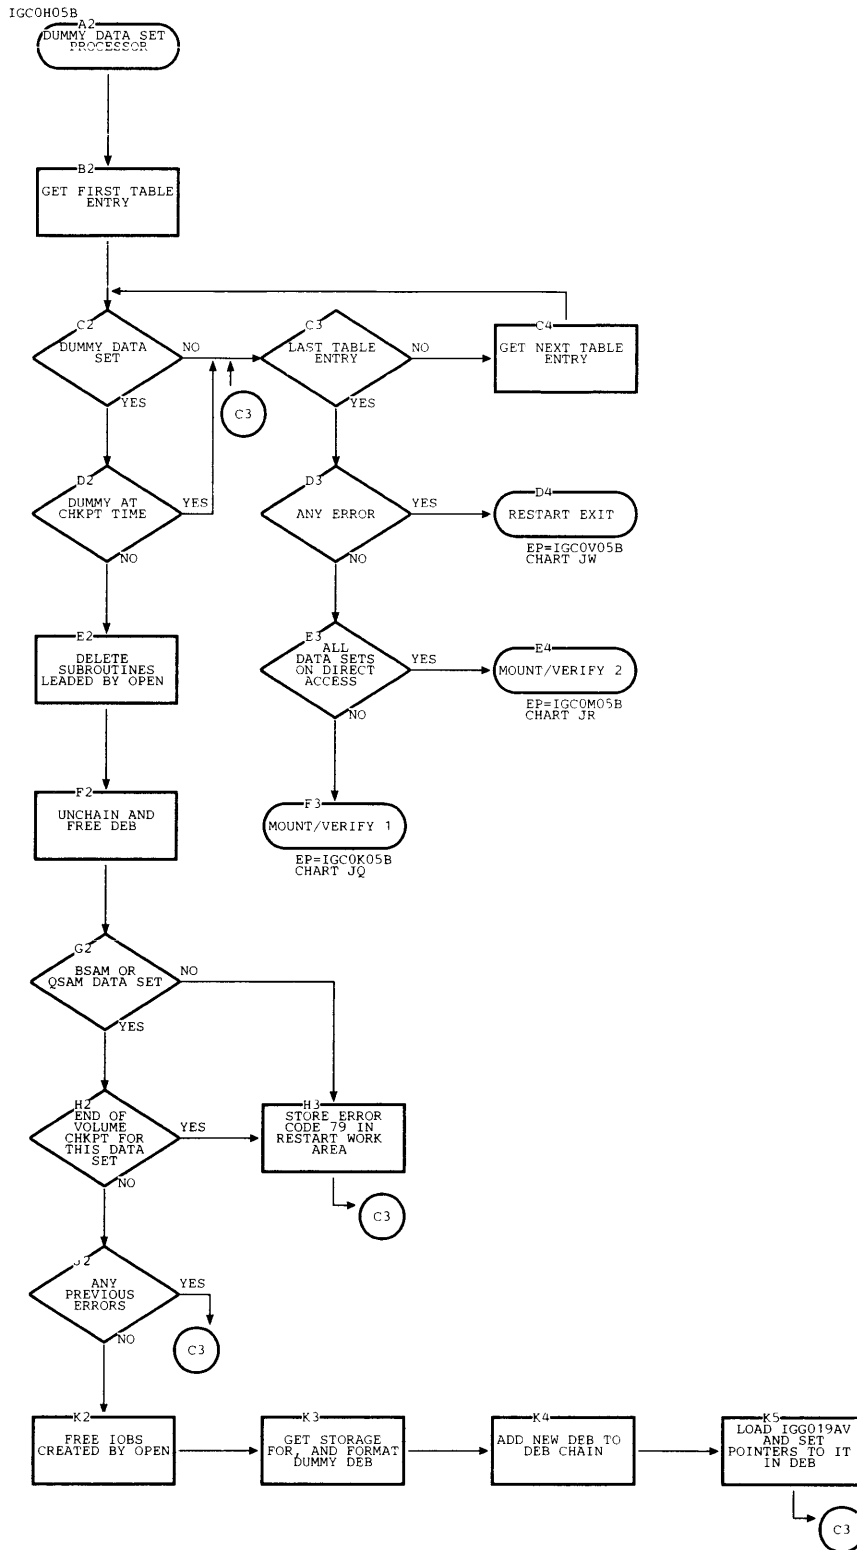 IGC0H05B
A2
DUMMY DATA SET
PROCESSOR
B2
GET FIRST TABLE
ENTRY
C2
DUMMY DATA
SET
NO
YES
C3
LAST TABLE
ENTRY
NO
YES
C4
GET NEXT TABLE
ENTRY
C3
D2
DUMMY AT
CHKPT TIME
YES
NO
D3
ANY ERROR
YES
NO
D4
RESTART EXIT
EP=IGC0V05B
CHART JW
E2
DELETE
SUBROUTINES
LEADED BY OPEN
E3
ALL
DATA SETS
ON DIRECT
ACCESS
YES
NO
E4
MOUNT/VERIFY 2
EP=IGC0M05B
CHART JR
F2
UNCHAIN AND
FREE DEB
F3
MOUNT/VERIFY 1
EP=IGC0K05B
CHART JQ
G2
BSAM OR
QSAM DATA SET
NO
YES
H2
END OF
VOLUME
CHKPT FOR
THIS DATA
SET
YES
NO
H3
STORE ERROR
CODE 79 IN
RESTART WORK
AREA
C3
J2
ANY
PREVIOUS
ERRORS
YES
NO
C3
K2
FREE IOBS
CREATED BY OPEN
K3
GET STORAGE
FOR, AND FORMAT
DUMMY DEB
K4
ADD NEW DEB TO
DEB CHAIN
K5
LOAD IGG019AV
AND SET
POINTERS TO IT
IN DEB
C3